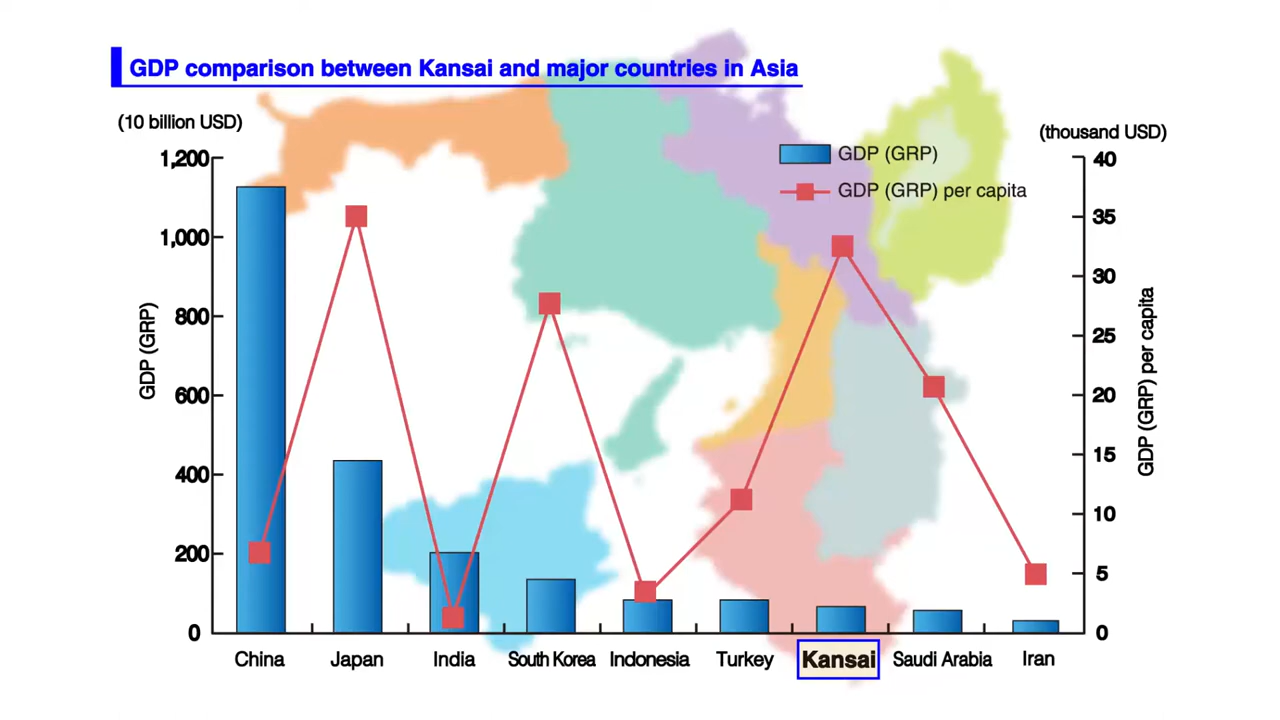 GDP comparison between Kansai and major countries in Asia
(10 billion USD)
(thousand USD)
GDP (GRP)
GDP (GRP) per capita
1,200
1,000
800
600
400
200
0
GDP (GRP)
40
35
30
25
20
15
10
5
0
GDP (GRP) per capita
China Japan India South Korea Indonesia Turkey Kansai Saudi Arabia Iran